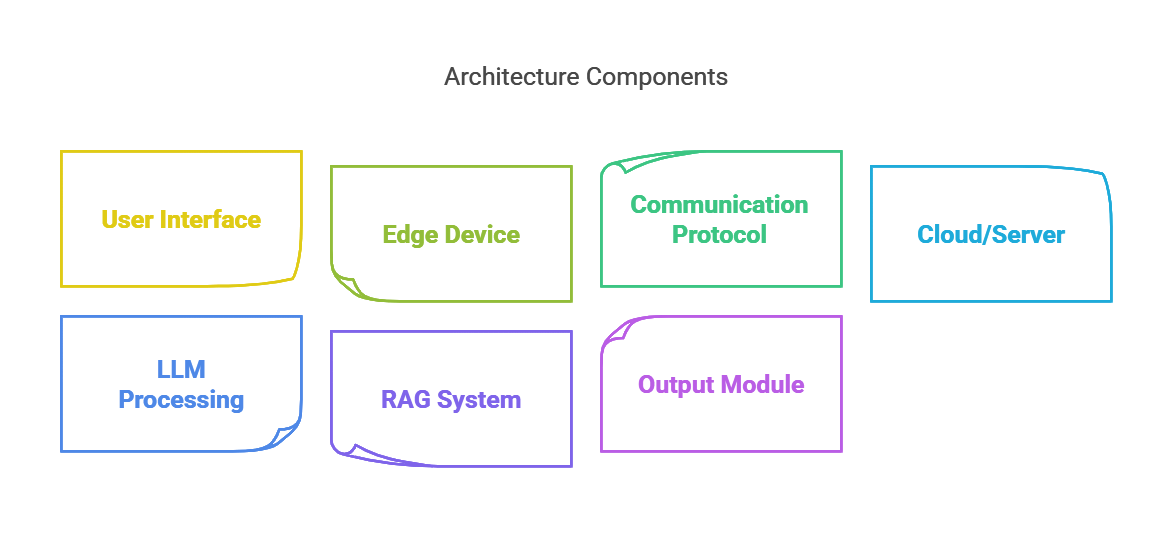 Architecture Components
User Interface
Edge Device
Communication
Protocol
Cloud/Server
LLM
Processing
RAG System
Output Module